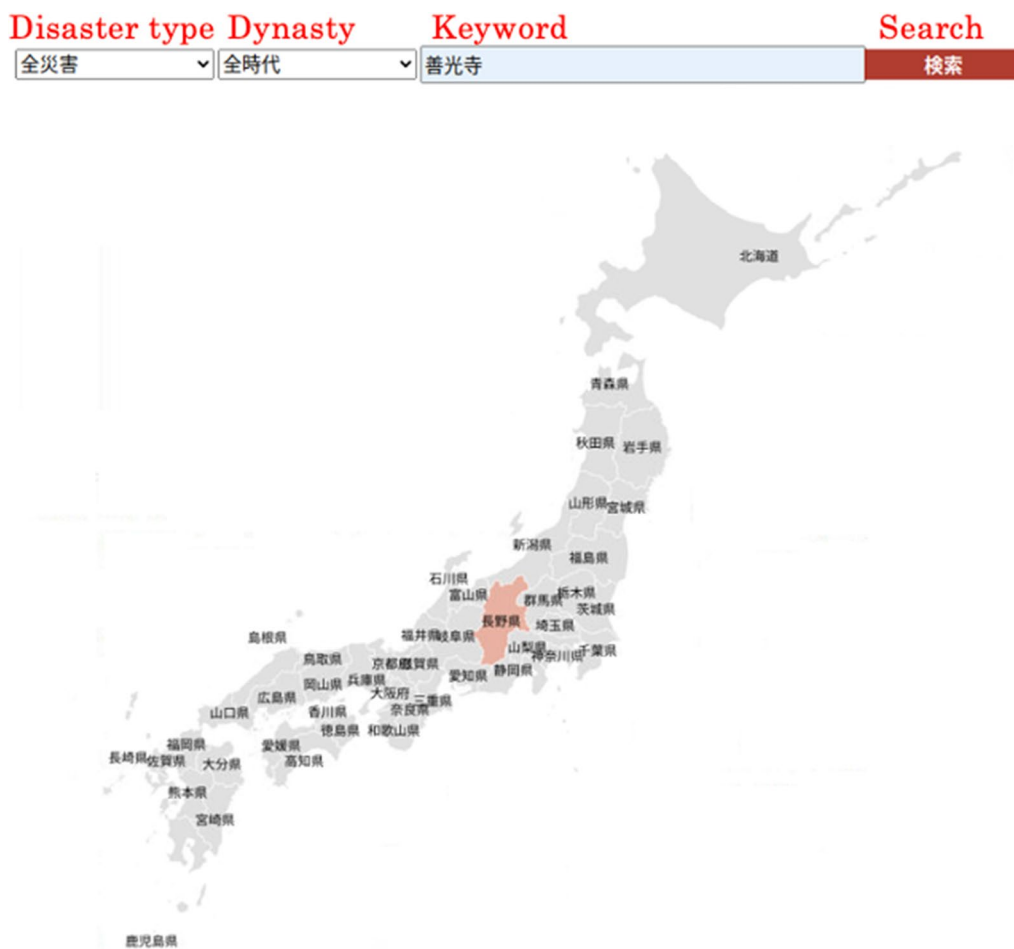 Disaster type Dynasty Keyword Search
全災害 全時代 善光寺 検索
北海道
青森県
秋田県 岩手県
山形県 宮城県
新潟県 福島県
石川県
富山県 群馬県 栃木県
茨城県
長野県 埼玉県
島根県 福井県 岐阜県 山梨県 神奈川県 千葉県
鳥取県 京都府 滋賀県 愛知県 静岡県
岡山県 兵庫県
広島県 大阪府 三重県
山口県 香川県 奈良県
徳島県 和歌山県
福岡県 愛媛県
長崎県 佐賀県 大分県 高知県
熊本県
宮崎県
鹿児島県